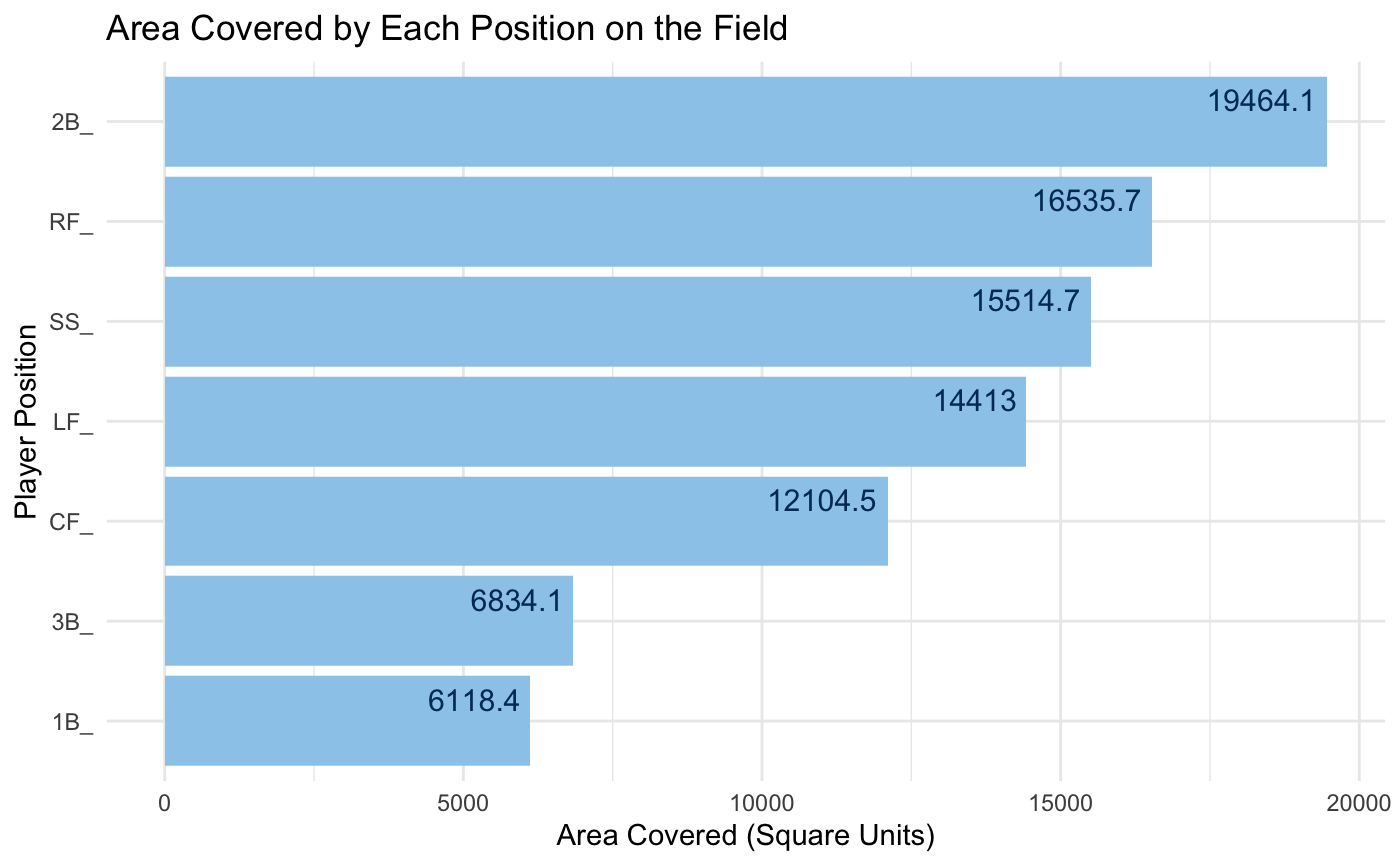 Area Covered by Each Position on the Field
Player Position
2B_ 19464.1
RF_ 16535.7
SS_ 15514.7
LF_ 14413
CF_ 12104.5
3B_ 6834.1
1B_ 6118.4
0 5000 10000 15000 20000
Area Covered (Square Units)